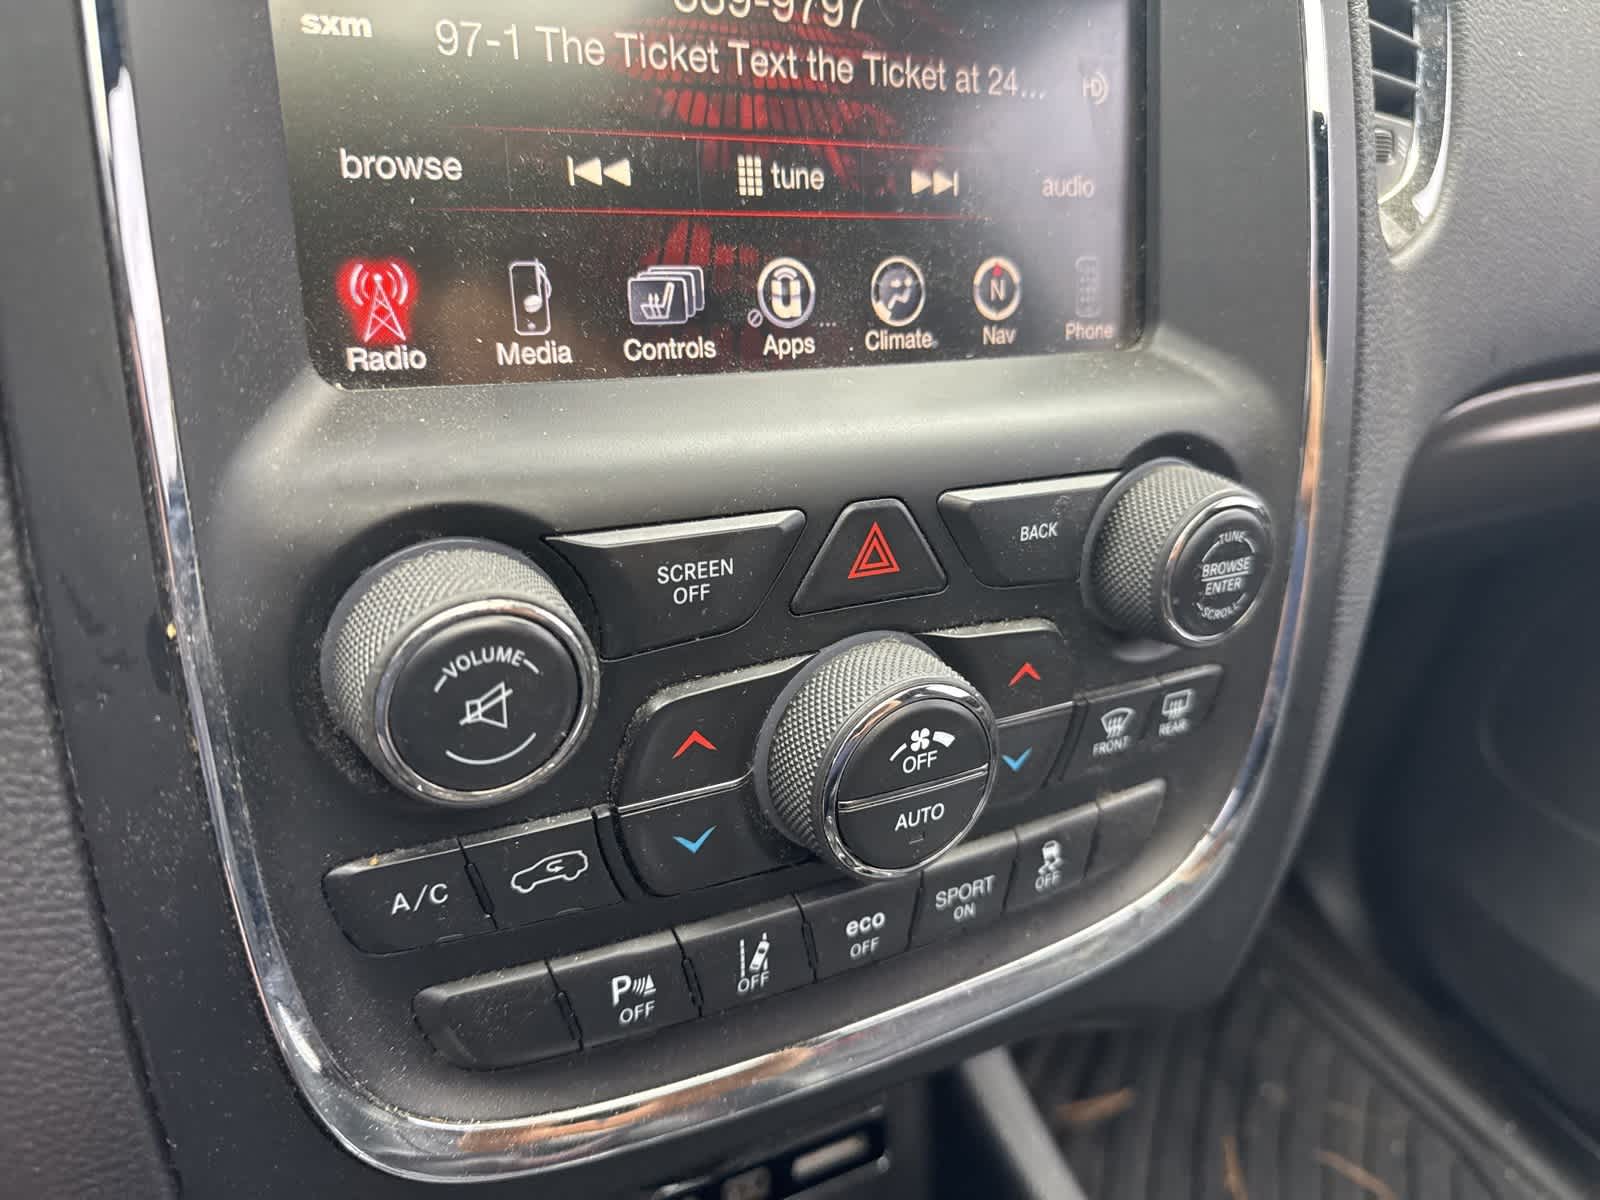 sxm
97-1 The Ticket Text the Ticket at 24...
HD
browse
tune
audio
Radio
Media
Controls
Apps
Climate
N
Nav
Phone
SCREEN
OFF
BACK
TUNE
BROWSE
ENTER
SCROLL
VOLUME
OFF
AUTO
FRONT
REAR
A/C
P
OFF
OFF
eco
OFF
SPORT
ON
OFF